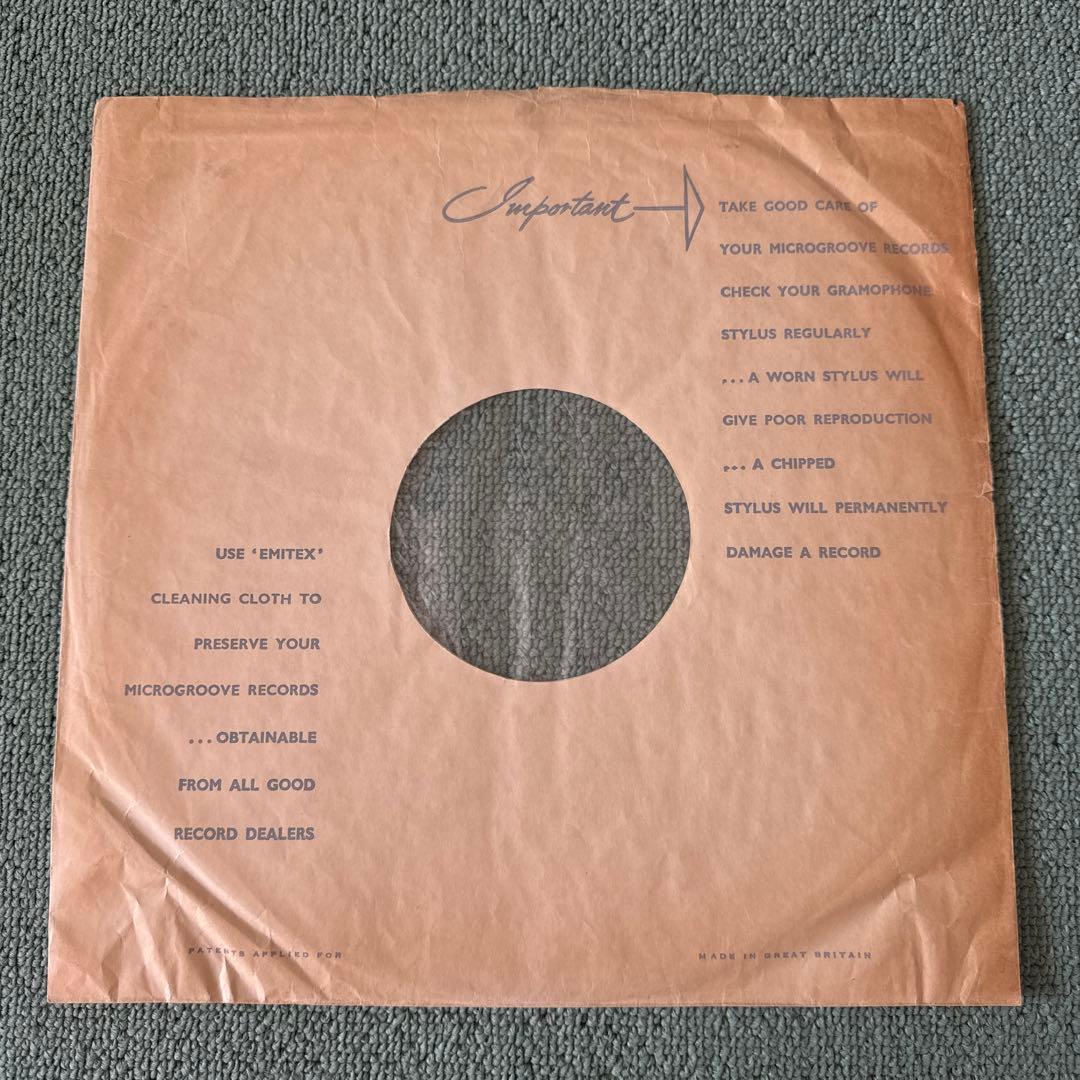 Important
TAKE GOOD CARE OF
YOUR MICROGROOVE RECORDS
CHECK YOUR GRAMOPHONE
STYLUS REGULARLY
...A WORN STYLUS WILL
GIVE POOR REPRODUCTION
...A CHIPPED
STYLUS WILL PERMANENTLY
DAMAGE A RECORD
USE ‘EMITEX’
CLEANING CLOTH TO
PRESERVE YOUR
MICROGROOVE RECORDS
...OBTAINABLE
FROM ALL GOOD
RECORD DEALERS
PATENTS APPLIED FOR
MADE IN GREAT BRITAIN